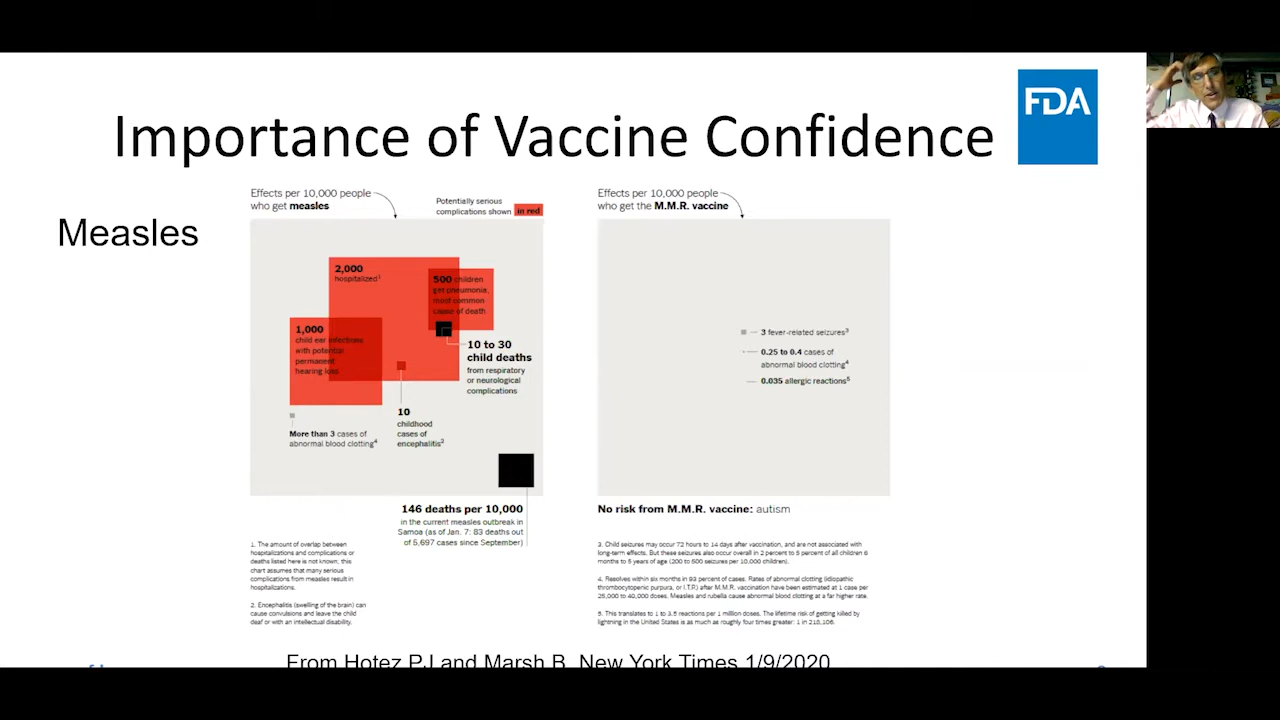 Importance of Vaccine Confidence
FDA
Measles
Effects per 10,000 people
who get measles
Potentially serious
complications shown in red
2,000
hospitalized¹
500 children
get pneumonia,
most common
cause of death
1,000
child ear infections
with potential
permanent
hearing loss
10 to 30
child deaths
from respiratory
or neurological
complications
10
childhood
cases of
encephalitis²
More than 3 cases of
abnormal blood clotting⁴
146 deaths per 10,000
in the current measles outbreak in
Samoa (as of Jan. 7: 83 deaths out
of 5,697 cases since September)
1. The amount of overlap between
hospitalizations and complications or
deaths listed here is not known; this
chart assumes that many serious
complications from measles result in
hospitalizations.
2. Encephalitis (swelling of the brain) can
cause convulsions and leave the child
deaf or with an intellectual disability.
Effects per 10,000 people
who get the M.M.R. vaccine
3 fever-related seizures³
0.25 to 0.4 cases of
abnormal blood clotting⁴
0.035 allergic reactions⁵
No risk from M.M.R. vaccine: autism
3. Child seizures may occur 72 hours to 14 days after vaccination, and are not associated with
long-term effects. But these seizures also occur overall in 2 percent to 5 percent of all children 6
months to 5 years of age (200 to 500 seizures per 10,000 children).
4. Resolves within six months in 93 percent of cases. Rates of abnormal clotting (idiopathic
thrombocytopenic purpura, or I.T.P.) after M.M.R. vaccination have been estimated at 1 case per
25,000 to 40,000 doses. Measles and rubella cause abnormal blood clotting at a far higher rate.
5. This translates to 1 to 3.5 reactions per 1 million doses. The lifetime risk of getting killed by
lightning in the United States is as much as roughly four times greater: 1 in 218,106.
From Hotez PJ and Marsh B, New York Times 1/9/2020